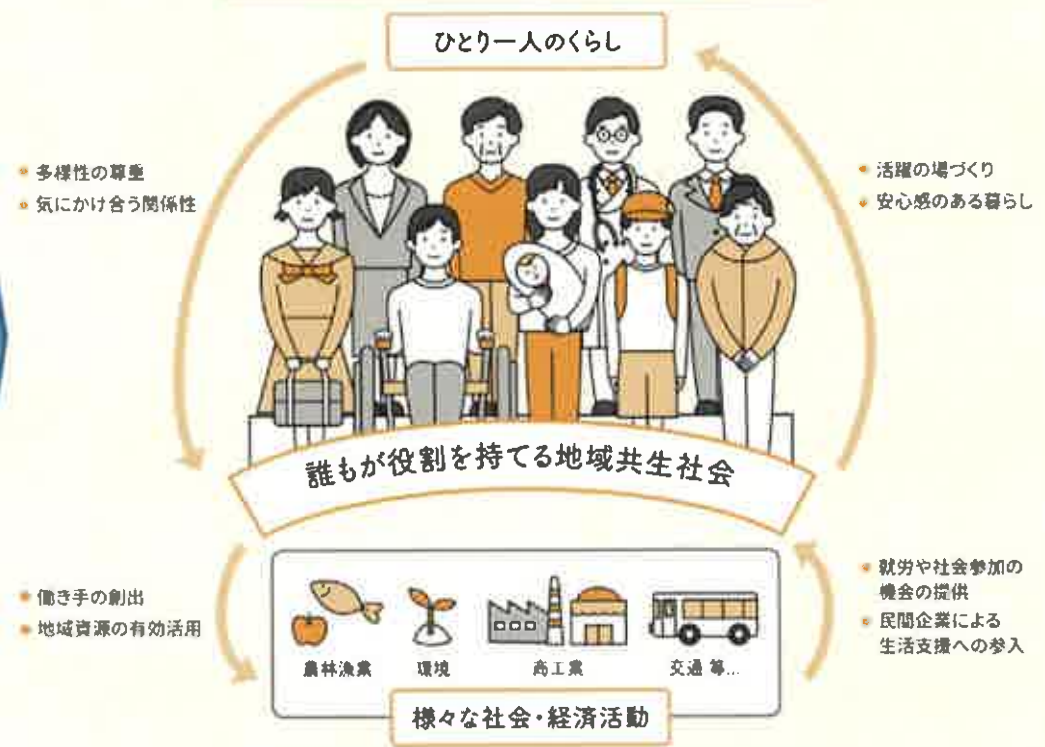 ひとり一人のくらし
• 多様性の尊重
• 気にかけ合う関係性
• 活躍の場づくり
• 安心感のある暮らし
誰もが役割を持てる地域共生社会
• 働き手の創出
• 地域資源の有効活用
• 就労や社会参加の
機会の提供
• 民間企業による
生活支援への参入
農林漁業
環境
商工業
交通 等...
様々な社会・経済活動